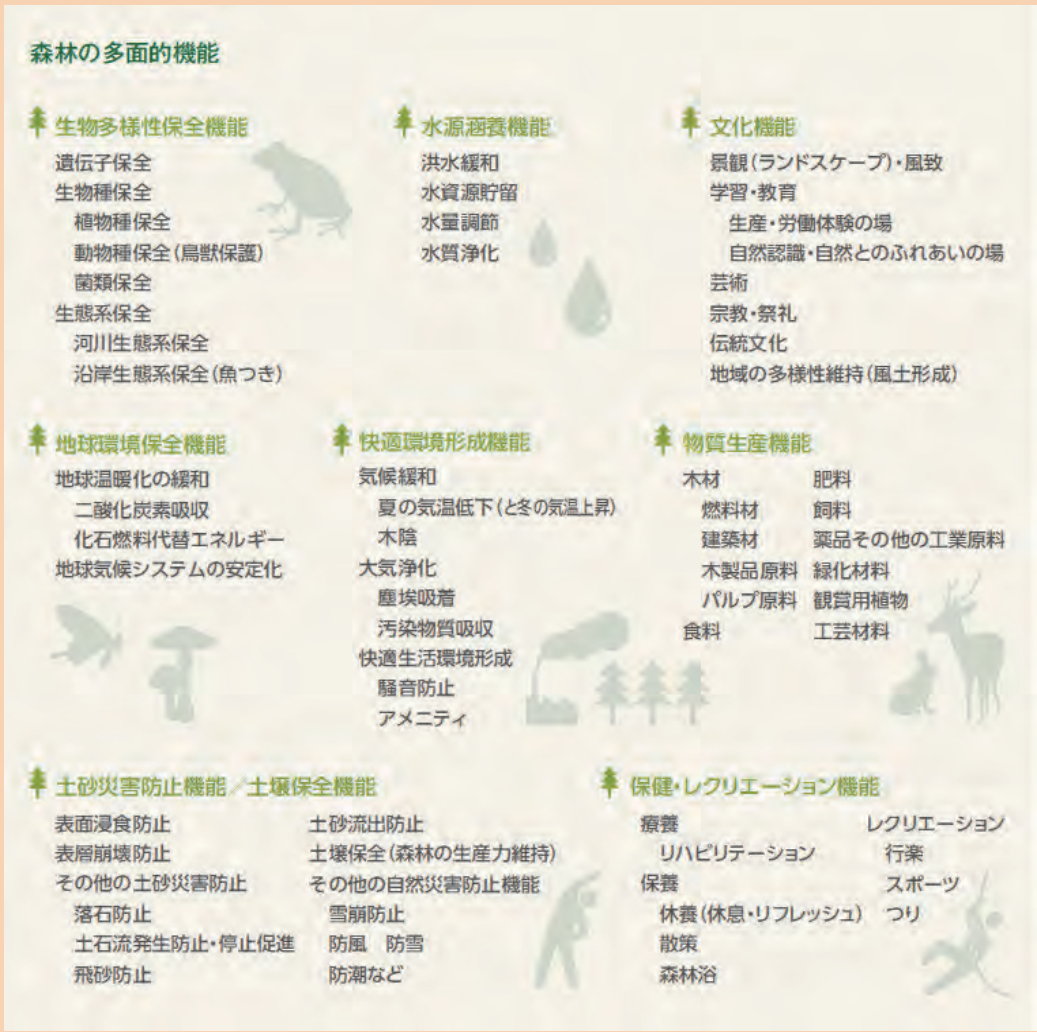 森林の多面的機能
生物多様性保全機能
遺伝子保全
生物種保全
植物種保全
動物種保全(鳥獣保護)
菌類保全
生態系保全
河川生態系保全
沿岸生態系保全(魚つき)
水源涵養機能
洪水緩和
水資源貯留
水量調節
水質浄化
文化機能
景観(ランドスケープ)・風致
学習・教育
生産・労働体験の場
自然認識・自然とのふれあいの場
芸術
宗教・祭礼
伝統文化
地域の多様性維持(風土形成)
地球環境保全機能
地球温暖化の緩和
二酸化炭素吸収
化石燃料代替エネルギー
地球気候システムの安定化
快適環境形成機能
気候緩和
夏の気温低下(と冬の気温上昇)
木陰
大気浄化
塵埃吸着
汚染物質吸収
快適生活環境形成
騒音防止
アメニティ
物質生産機能
木材
燃料材
建築材
木製品原料
パルプ原料
食料
肥料
飼料
薬品その他の工業原料
緑化材料
観賞用植物
工芸材料
土砂災害防止機能/土壌保全機能
表面浸食防止
表層崩壊防止
その他の土砂災害防止
落石防止
土石流発生防止・停止促進
飛砂防止
土砂流出防止
土壌保全(森林の生産力維持)
その他の自然災害防止機能
雪崩防止
防風 防雪
防潮など
保健・レクリエーション機能
療養
リハビリテーション
保養
休養(休息・リフレッシュ)
散策
森林浴
レクリエーション
行楽
スポーツ
つり